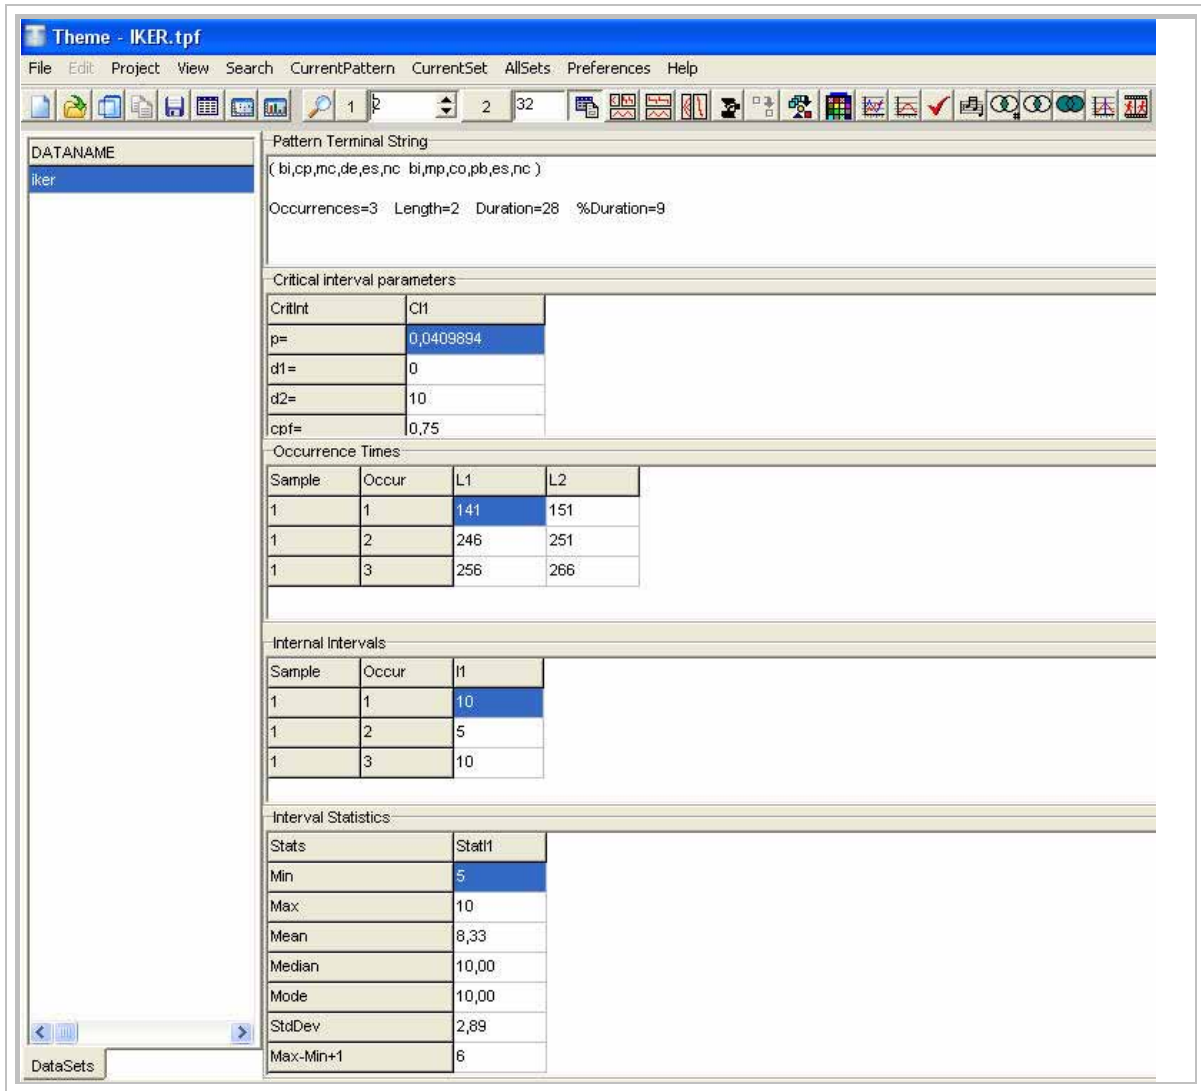 Theme - IKER.tpf
File Edit Project View Search CurrentPattern CurrentSet AllSets Preferences Help
1 2 2 32
DATANAME
iker
Pattern Terminal String
( bi,cp,mc,de,es,nc bi,mp,co,pb,es,nc )
Occurrences=3 Length=2 Duration=28 %Duration=9
Critical interval parameters
CritInt CI1
p= 0,0409894
d1= 0
d2= 10
cpf= 0,75
Occurrence Times
Sample Occur L1 L2
1 1 141 151
1 2 246 251
1 3 256 266
Internal Intervals
Sample Occur I1
1 1 10
1 2 5
1 3 10
Interval Statistics
Stats StatI1
Min 5
Max 10
Mean 8,33
Median 10,00
Mode 10,00
StdDev 2,89
Max-Min+1 6
DataSets